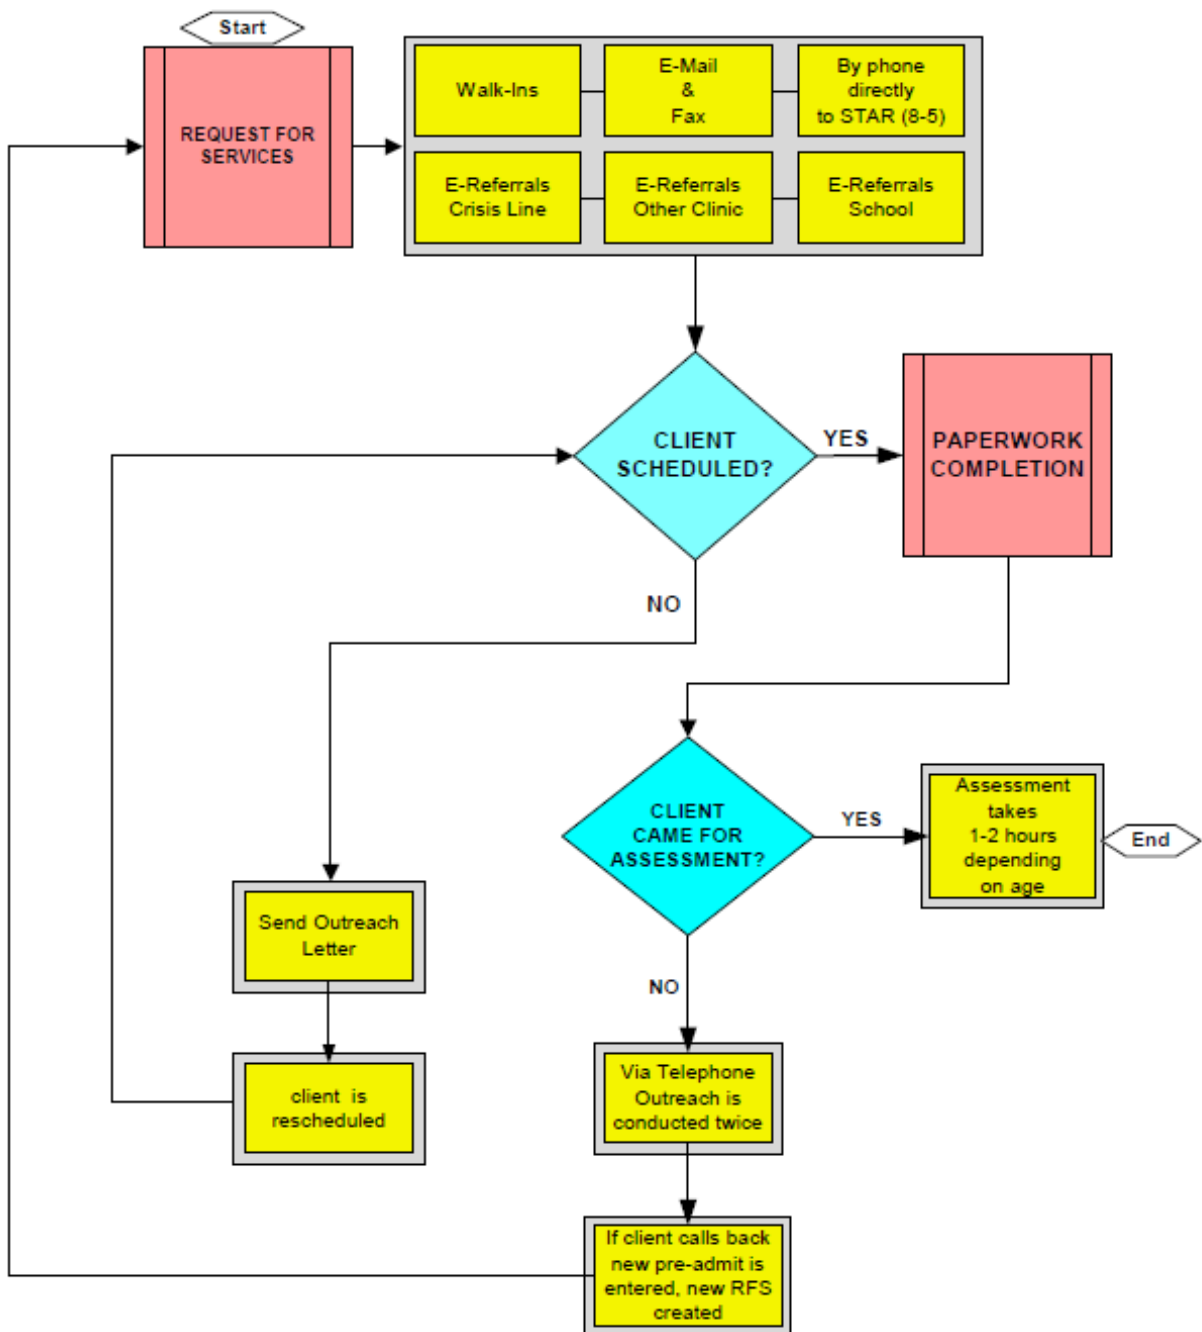 Start
REQUEST FOR
SERVICES
Walk-Ins
E-Mail
&
Fax
By phone
directly
to STAR (8-5)
E-Referrals
Crisis Line
E-Referrals
Other Clinic
E-Referrals
School
CLIENT
SCHEDULED?
YES
PAPERWORK
COMPLETION
NO
CLIENT
CAME FOR
ASSESSMENT?
YES
Assessment
takes
1-2 hours
depending
on age
End
Send Outreach
Letter
NO
client is
rescheduled
Via Telephone
Outreach is
conducted twice
If client calls back
new pre-admit is
entered, new RFS
created